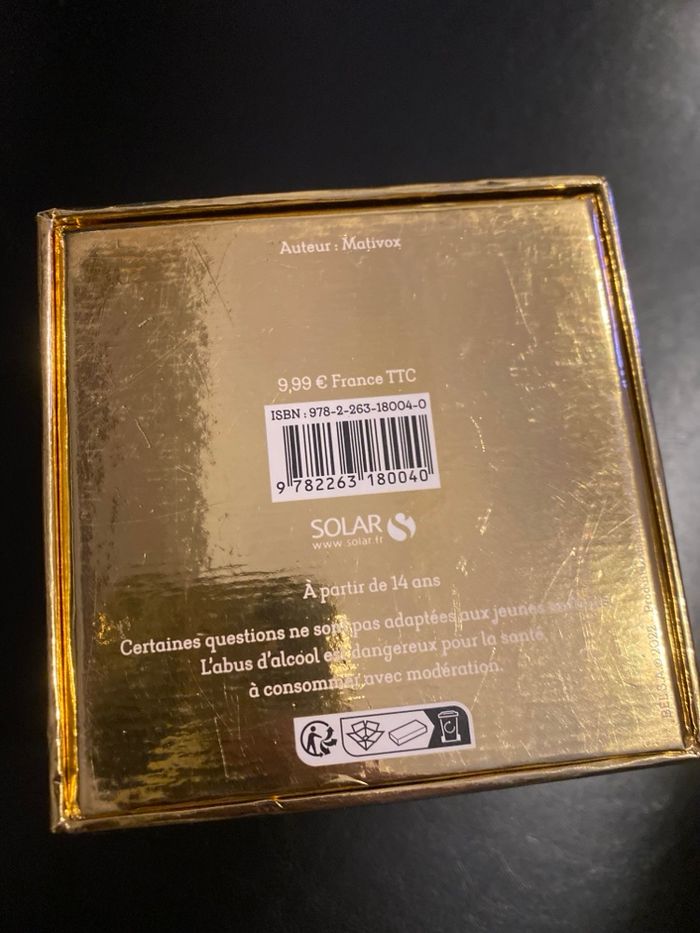 Auteur : Mativox
9,99 € France TTC
ISBN : 978-2-263-18004-0
9 782263 180040
SOLAR
www.solar.fr
À partir de 14 ans
Certaines questions ne sont pas adaptées aux jeunes
L'abus d'alcool est dangereux pour la santé,
à consommer avec modération.